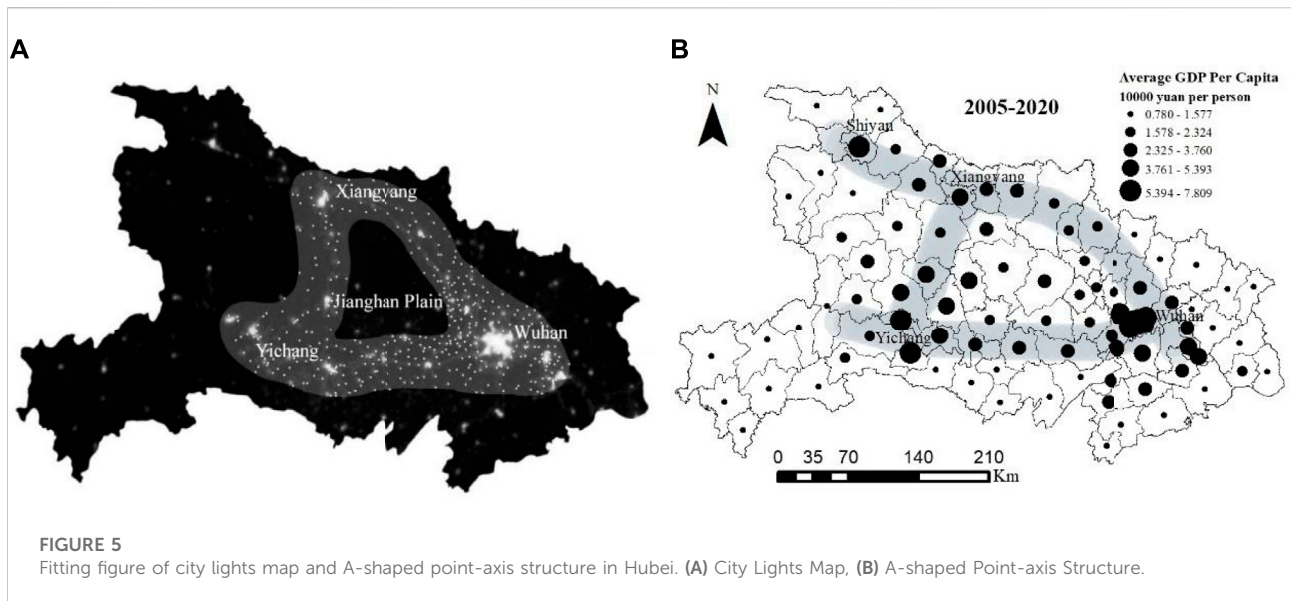 A
Xiangyang
Jianghan Plain
Wuhan
Yichang
B
N
2005-2020
Average GDP Per Capita
10000 yuan per person
0.780 - 1.577
1.578 - 2.324
2.325 - 3.760
3.761 - 5.393
5.394 - 7.809
Shiyan
Xiangyang
Wuhan
Yichang
0 35 70 140 210
Km
FIGURE 5
Fitting figure of city lights map and A-shaped point-axis structure in Hubei. (A) City Lights Map, (B) A-shaped Point-axis Structure.